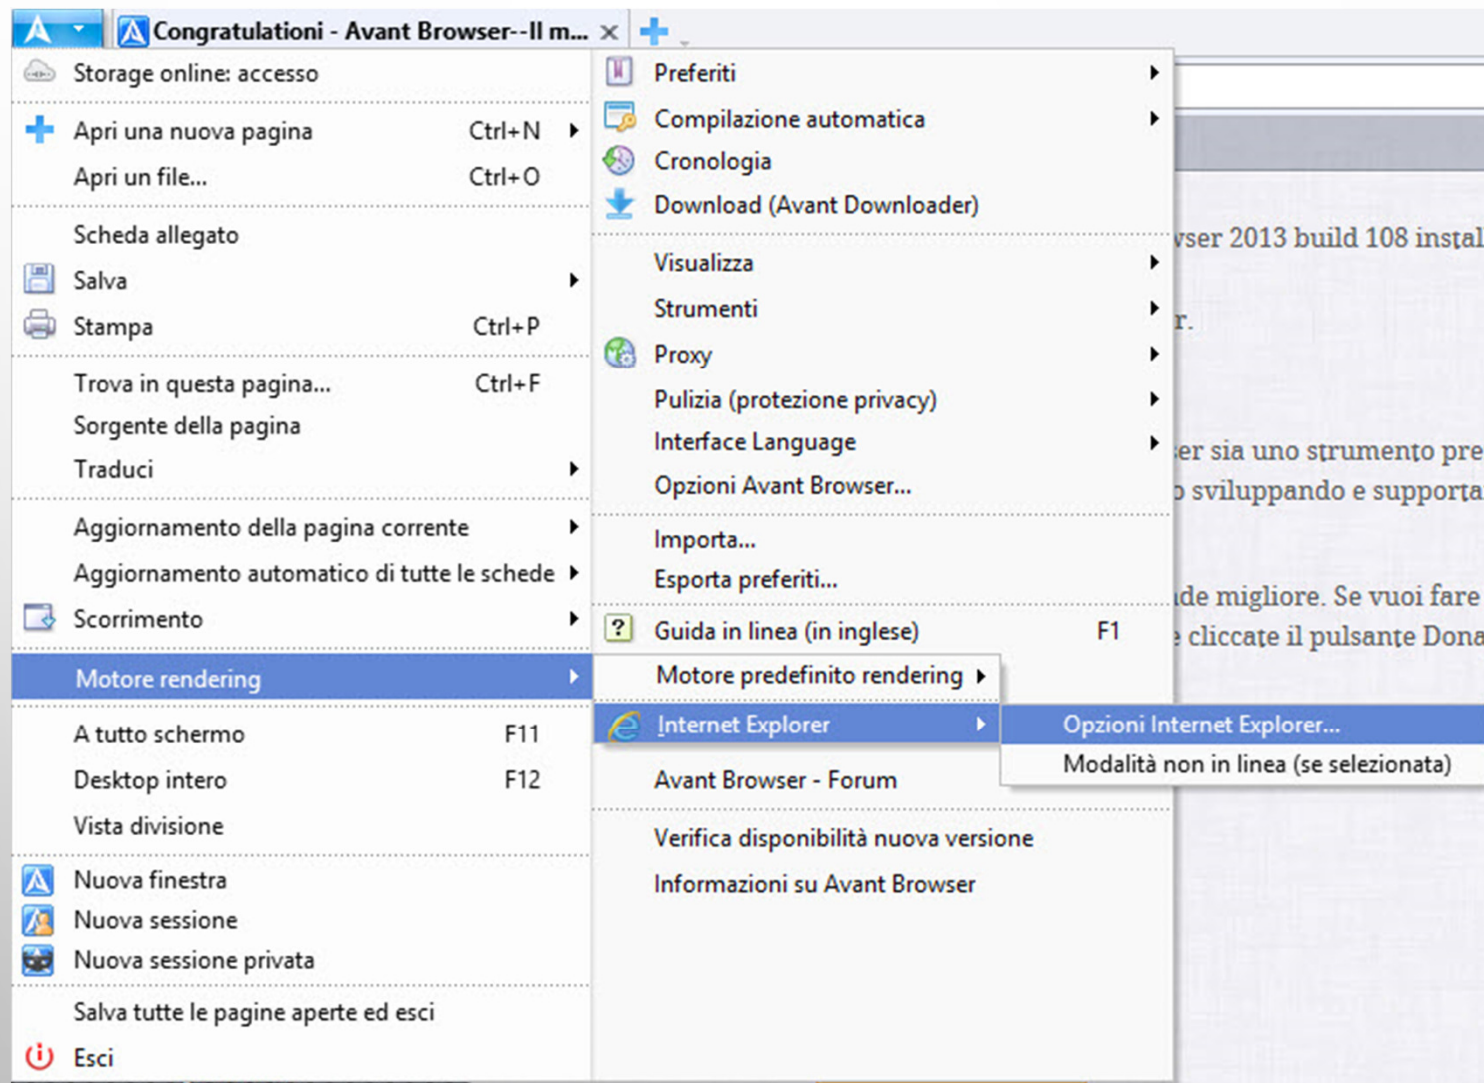 Congratulationi - Avant Browser--Il m...
Storage online: accesso
Apri una nuova pagina Ctrl+N
Apri un file... Ctrl+O
Scheda allegato
Salva
Stampa Ctrl+P
Trova in questa pagina... Ctrl+F
Sorgente della pagina
Traduci
Aggiornamento della pagina corrente
Aggiornamento automatico di tutte le schede
Scorrimento
Motore rendering
A tutto schermo F11
Desktop intero F12
Vista divisione
Nuova finestra
Nuova sessione
Nuova sessione privata
Salva tutte le pagine aperte ed esci
Esci
Preferiti
Compilazione automatica
Cronologia
Download (Avant Downloader)
Visualizza
Strumenti
Proxy
Pulizia (protezione privacy)
Interface Language
Opzioni Avant Browser...
Importa...
Esporta preferiti...
Guida in linea (in inglese) F1
Motore predefinito rendering
Internet Explorer
Avant Browser - Forum
Verifica disponibilità nuova versione
Informazioni su Avant Browser
Opzioni Internet Explorer...
Modalità non in linea (se selezionata)
wser 2013 build 108 instal
r.
er sia uno strumento pre
o sviluppando e supporta
de migliore. Se vuoi fare
e cliccate il pulsante Dona